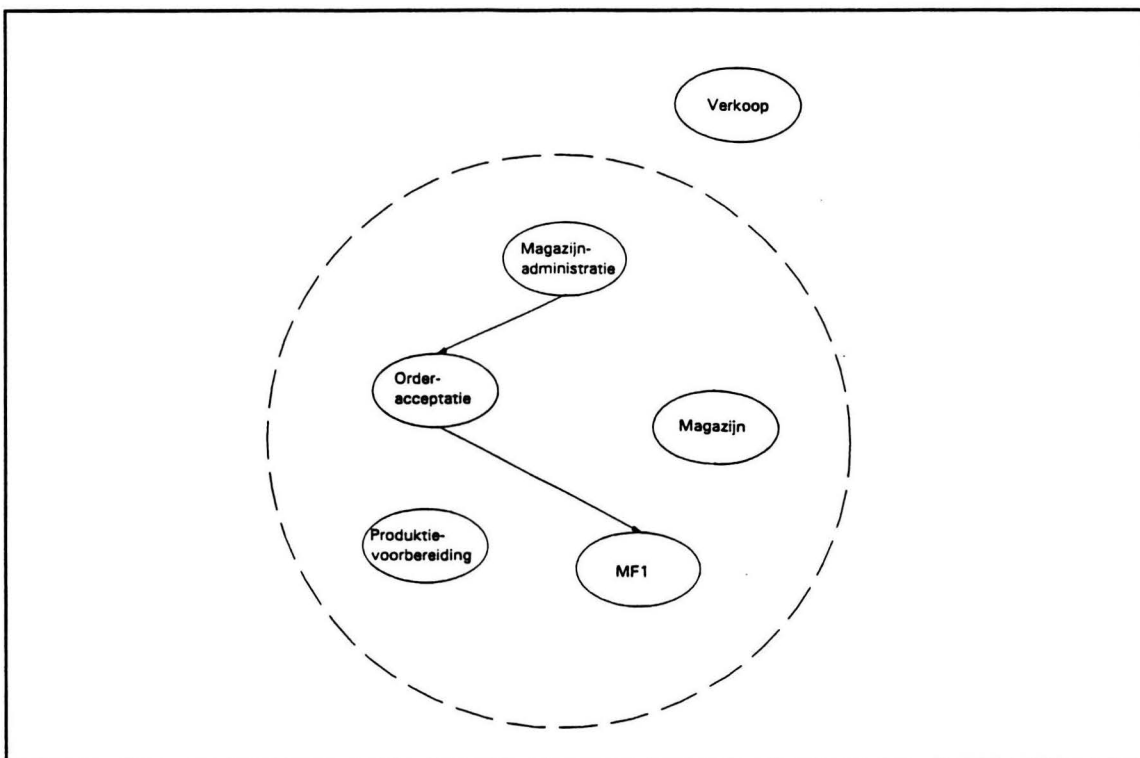 Verkoop
Magazijn-
administratie
Order-
acceptatie
Magazijn
Produktie-
voorbereiding
MF1